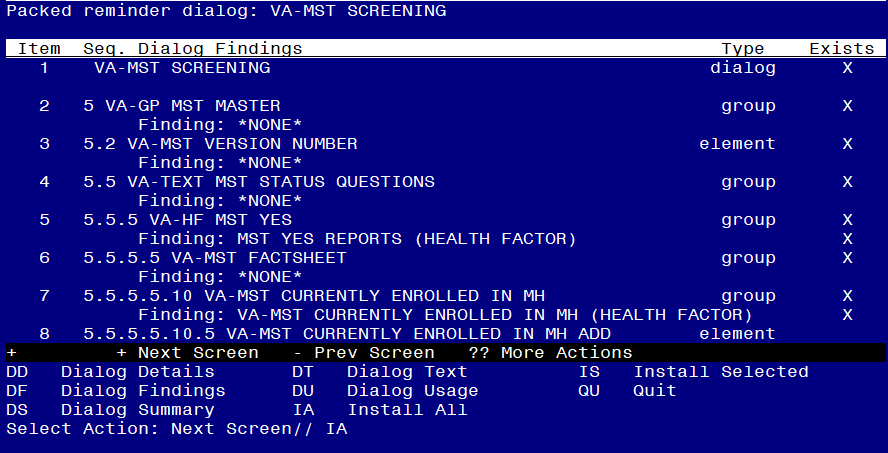 Packed reminder dialog: VA-MST SCREENING
Item  Seq. Dialog Findings  Type  Exists
1  VA-MST SCREENING  dialog  X
2  5 VA-GP MST MASTER  group  X
Finding: *NONE*
3  5.2 VA-MST VERSION NUMBER  element  X
Finding: *NONE*
4  5.5 VA-TEXT MST STATUS QUESTIONS  group  X
Finding: *NONE*
5  5.5.5 VA-HF MST YES  group  X
Finding: MST YES REPORTS (HEALTH FACTOR)  X
6  5.5.5.5 VA-MST FACTSHEET  group  X
Finding: *NONE*
7  5.5.5.5.10 VA-MST CURRENTLY ENROLLED IN MH  group  X
Finding: VA-MST CURRENTLY ENROLLED IN MH (HEALTH FACTOR)  X
8  5.5.5.5.10.5 VA-MST CURRENTLY ENROLLED IN MH ADD  element
+  + Next Screen  - Prev Screen  ?? More Actions
DD  Dialog Details  DT  Dialog Text  IS  Install Selected
DF  Dialog Findings  DU  Dialog Usage  QU  Quit
DS  Dialog Summary  IA  Install All
Select Action: Next Screen// IA